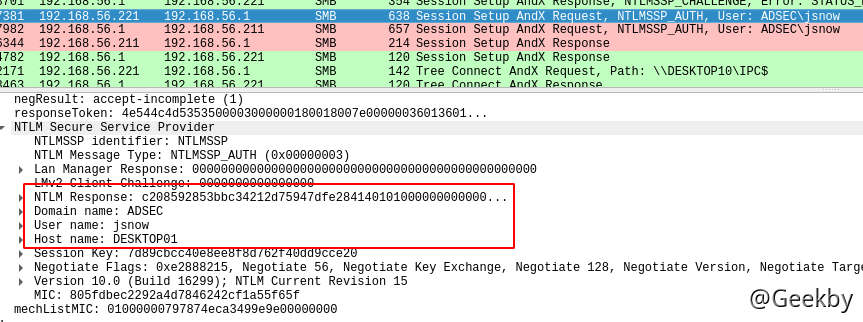 192.168.56.1 192.168.56.221 SMB 354 Session Setup AndX Response, NTLMSSP_CHALLENGE, Error: STATUS_
7381 192.168.56.221 192.168.56.1 SMB 638 Session Setup AndX Request, NTLMSSP_AUTH, User: ADSEC\jsnow
7982 192.168.56.1 192.168.56.211 SMB 657 Session Setup AndX Request, NTLMSSP_AUTH, User: ADSEC\jsnow
6344 192.168.56.211 192.168.56.1 SMB 214 Session Setup AndX Response
4782 192.168.56.1 192.168.56.221 SMB 120 Session Setup AndX Response
2171 192.168.56.221 192.168.56.1 SMB 142 Tree Connect AndX Request, Path: \\DESKTOP10\IPC$
3463 192.168.56.1 192.168.56.221 SMB 120 Tree Connect AndX Response
negResult: accept-incomplete (1)
responseToken: 4e544c4d5353500003000000180018007e00000036013601...
NTLM Secure Service Provider
NTLMSSP identifier: NTLMSSP
NTLM Message Type: NTLMSSP_AUTH (0x00000003)
Lan Manager Response: 000000000000000000000000000000000000000000000000
LMv2 Client Challenge: 0000000000000000
NTLM Response: c208592853bbc34212d75947dfe284140101000000000000...
Domain name: ADSEC
User name: jsnow
Host name: DESKTOP01
Session Key: 7d89cbcc40e8ee8f8d762f40dd9cce20
Negotiate Flags: 0xe2888215, Negotiate 56, Negotiate Key Exchange, Negotiate 128, Negotiate Version, Negotiate Target
Version 10.0 (Build 16299); NTLM Current Revision 15
MIC: 805fdbec2292a4d7846242cf1a55f65f
mechListMIC: 01000000797874eca3499e9e00000000
@Geekby